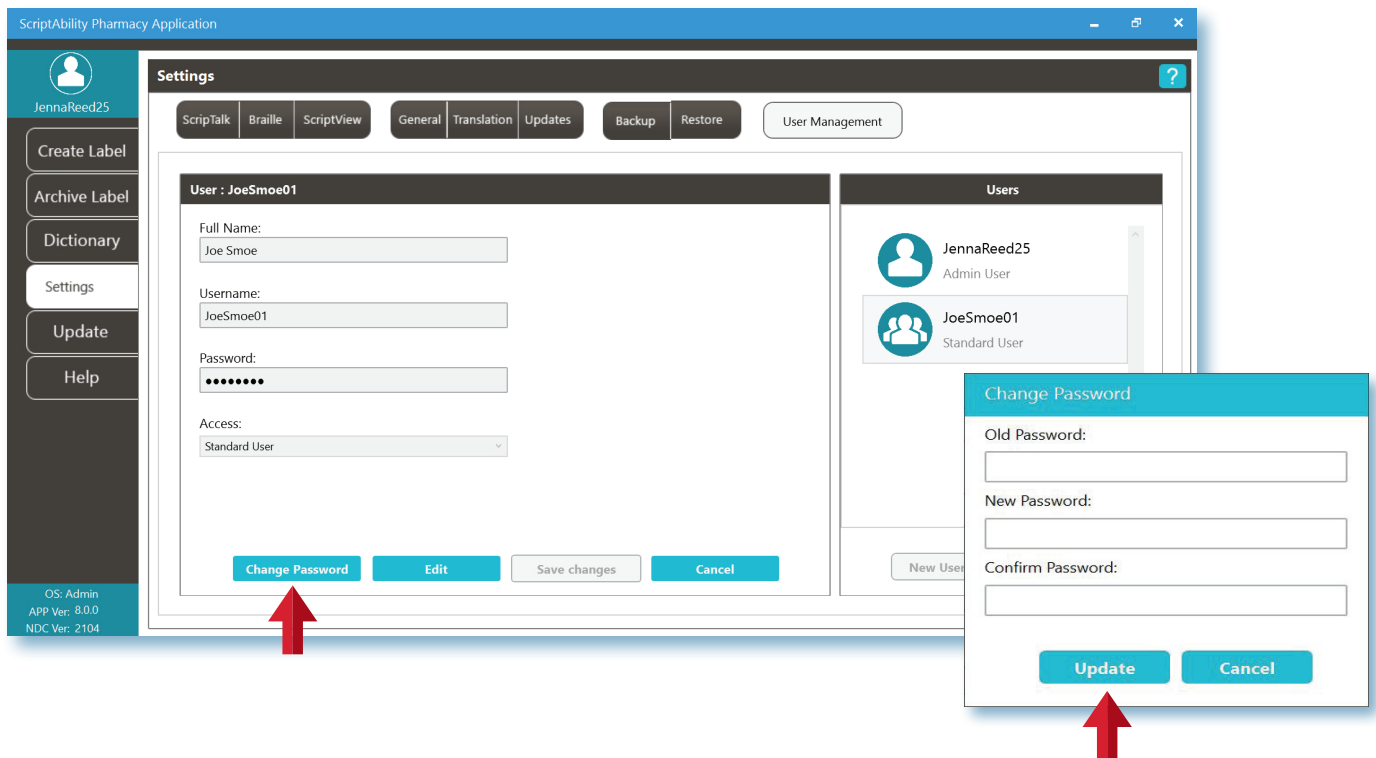 ScriptAbility Pharmacy Application
JennaReed25
Create Label
Archive Label
Dictionary
Settings
Update
Help
OS: Admin
APP Ver: 8.0.0
NDC Ver: 2104
Settings
?
ScripTalk Braille ScriptView General Translation Updates Backup Restore User Management
User : JoeSmoe01
Full Name:
Joe Smoe
Username:
JoeSmoe01
Password:
••••••••
Access:
Standard User
Change Password Edit Save changes Cancel
Users
JennaReed25
Admin User
JoeSmoe01
Standard User
New User
Change Password
Old Password:
New Password:
Confirm Password:
Update Cancel